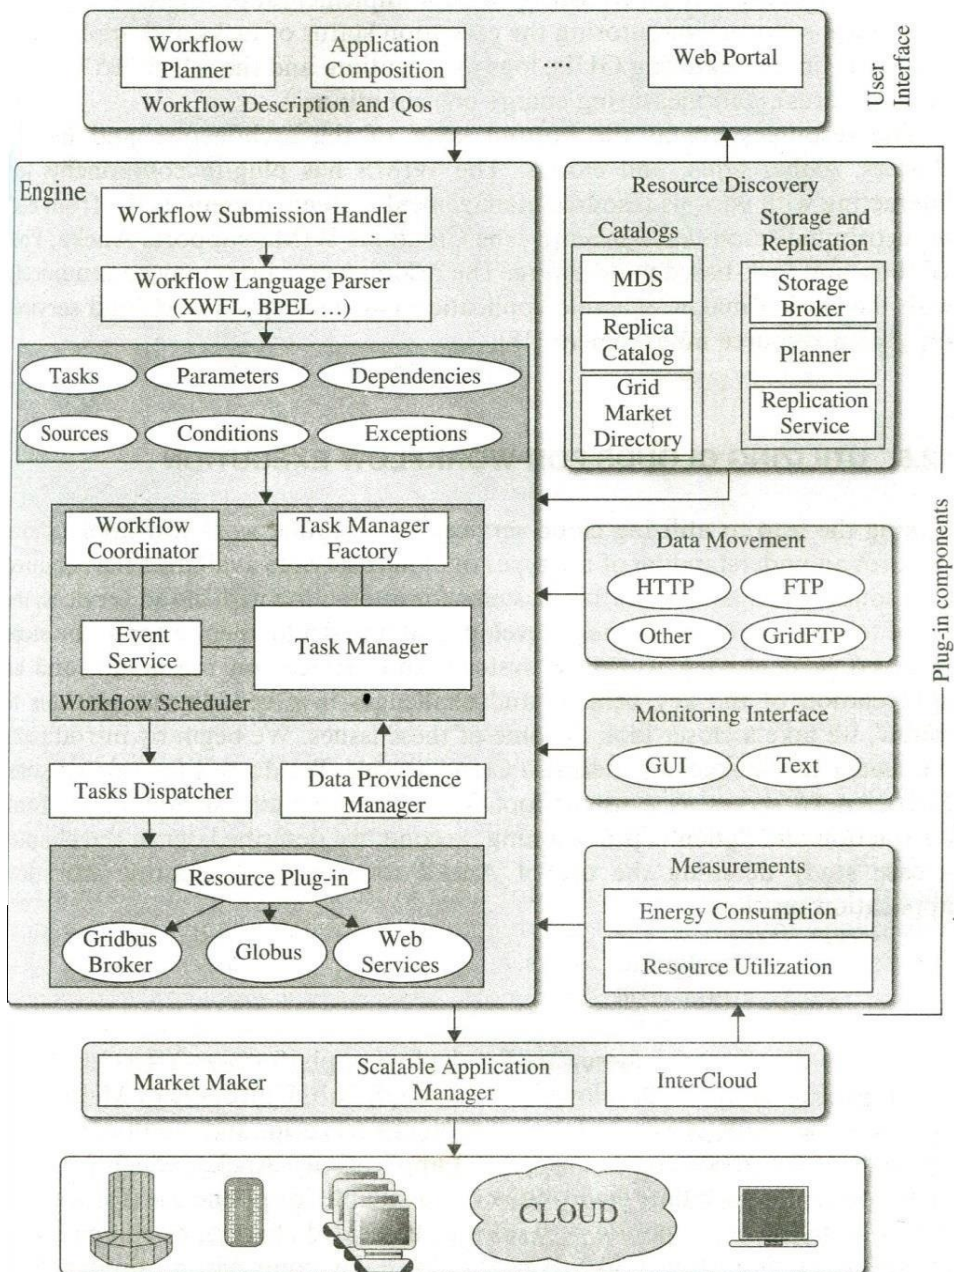 Workflow
Planner
Application
Composition
....
Web Portal
Workflow Description and Qos
User
Interface
Engine
Workflow Submission Handler
Workflow Language Parser
(XWFL, BPEL ...)
Tasks
Parameters
Dependencies
Sources
Conditions
Exceptions
Workflow
Coordinator
Task Manager
Factory
Event
Service
Task Manager
Workflow Scheduler
Tasks Dispatcher
Data Providence
Manager
Resource Plug-in
Gridbus
Broker
Globus
Web
Services
Resource Discovery
Catalogs
MDS
Replica
Catalog
Grid
Market
Directory
Storage and
Replication
Storage
Broker
Planner
Replication
Service
Data Movement
HTTP
FTP
Other
GridFTP
Monitoring Interface
GUI
Text
Measurements
Energy Consumption
Resource Utilization
Plug-in components
Market Maker
Scalable Application
Manager
InterCloud
CLOUD